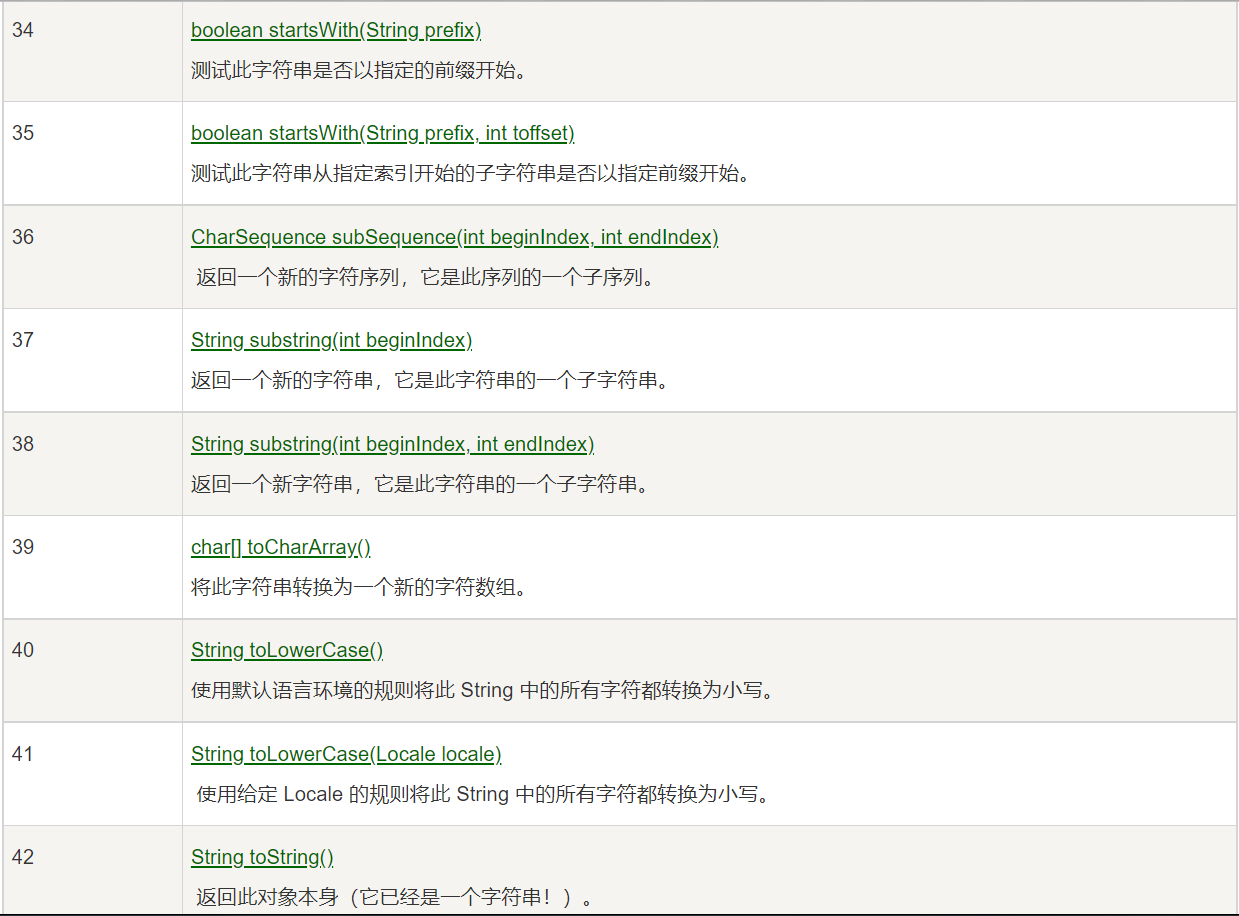 34
boolean startsWith(String prefix)
测试此字符串是否以指定的前缀开始。
35
boolean startsWith(String prefix, int toffset)
测试此字符串从指定索引开始的子字符串是否以指定前缀开始。
36
CharSequence subSequence(int beginIndex, int endIndex)
返回一个新的字符序列，它是此序列的一个子序列。
37
String substring(int beginIndex)
返回一个新的字符串，它是此字符串的一个子字符串。
38
String substring(int beginIndex, int endIndex)
返回一个新字符串，它是此字符串的一个子字符串。
39
char[] toCharArray()
将此字符串转换为一个新的字符数组。
40
String toLowerCase()
使用默认语言环境的规则将此 String 中的所有字符都转换为小写。
41
String toLowerCase(Locale locale)
使用给定 Locale 的规则将此 String 中的所有字符都转换为小写。
42
String toString()
返回此对象本身（它已经是一个字符串！）。